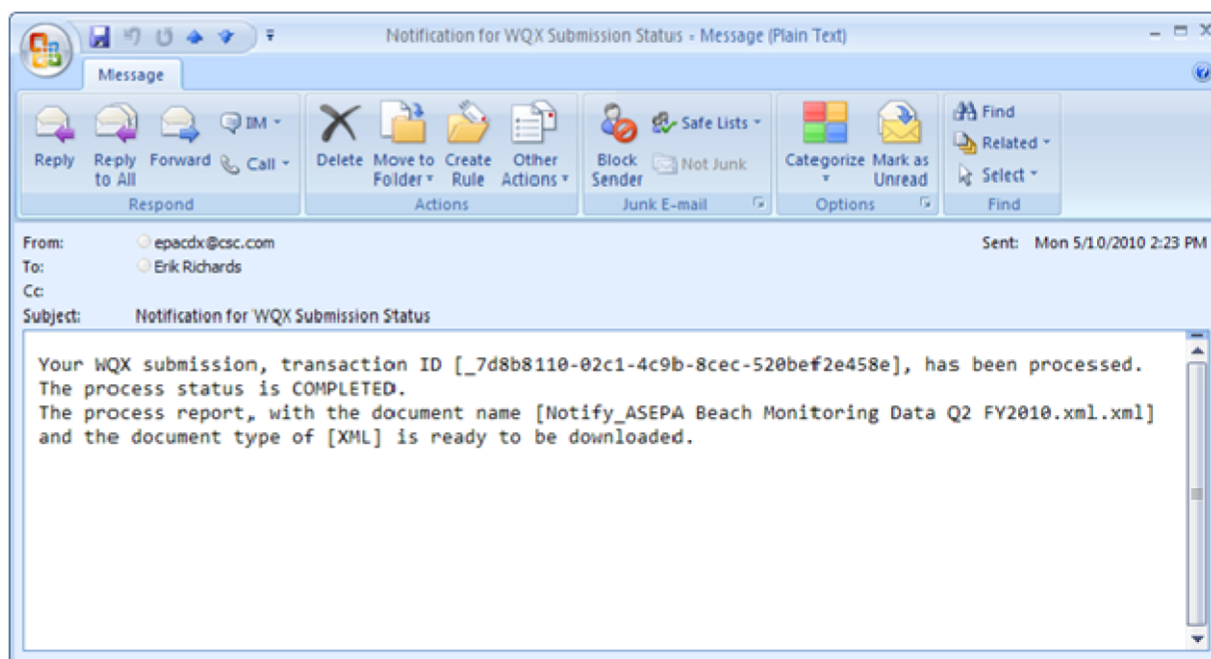 Notification for WQX Submission Status - Message (Plain Text)
Message
Reply
Reply to All
Forward
IM
Call
Respond
Delete
Move to Folder
Create Rule
Other Actions
Actions
Block Sender
Safe Lists
Not Junk
Junk E-mail
Categorize
Mark as Unread
Options
Find
Related
Select
Find
From: epacdx@csc.com
Sent: Mon 5/10/2010 2:23 PM
To: Erik Richards
Cc:
Subject: Notification for WQX Submission Status
Your WQX submission, transaction ID [_7d8b8110-02c1-4c9b-8cec-520bef2e458e], has been processed.
The process status is COMPLETED.
The process report, with the document name [Notify_ASEPA Beach Monitoring Data Q2 FY2010.xml.xml]
and the document type of [XML] is ready to be downloaded.